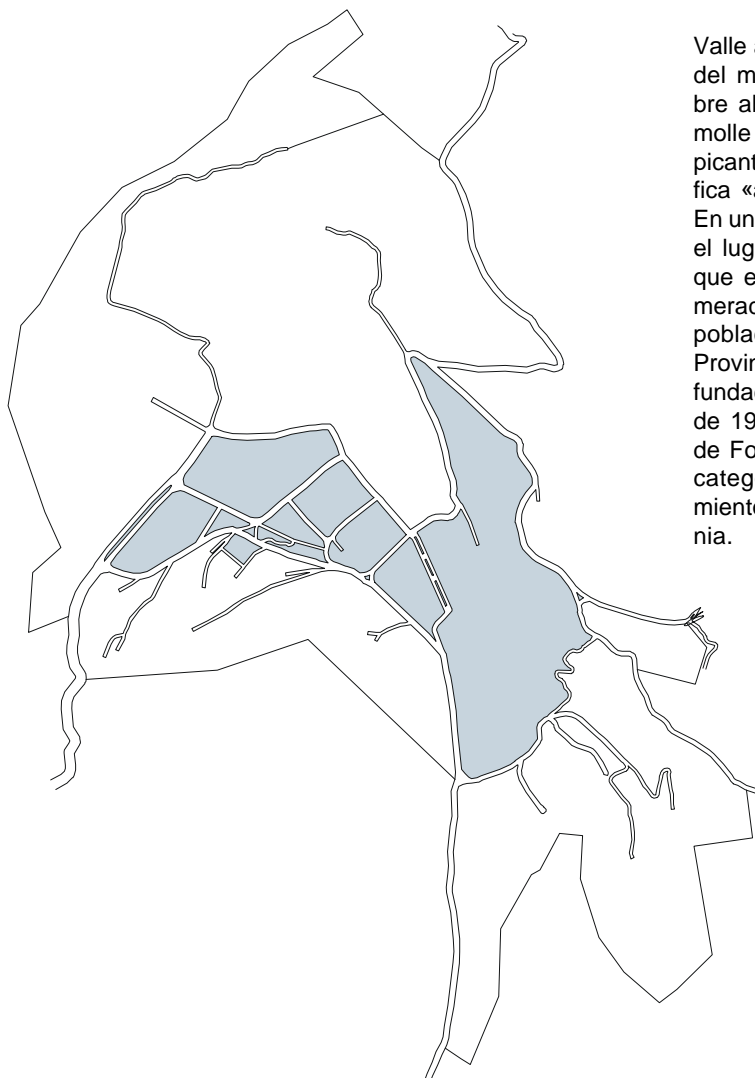 Valle
del m
bre al
molle
picant
fica «a
En un
el lug
que e
merac
poblac
Provin
fundac
de 19
de Fo
categ
miento
nia.